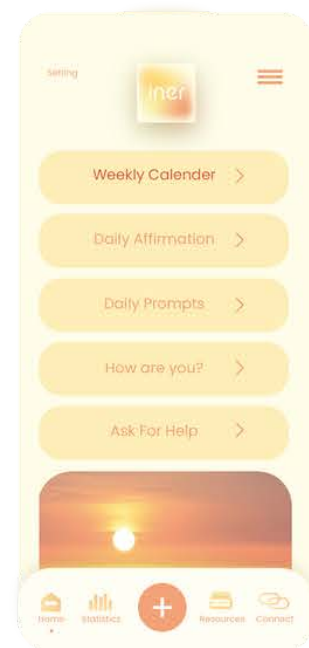 Setting
iner
Weekly Calender
Daily Affirmation
Daily Prompts
How are you?
Ask For Help
Home
Statistics
Resources
Connect